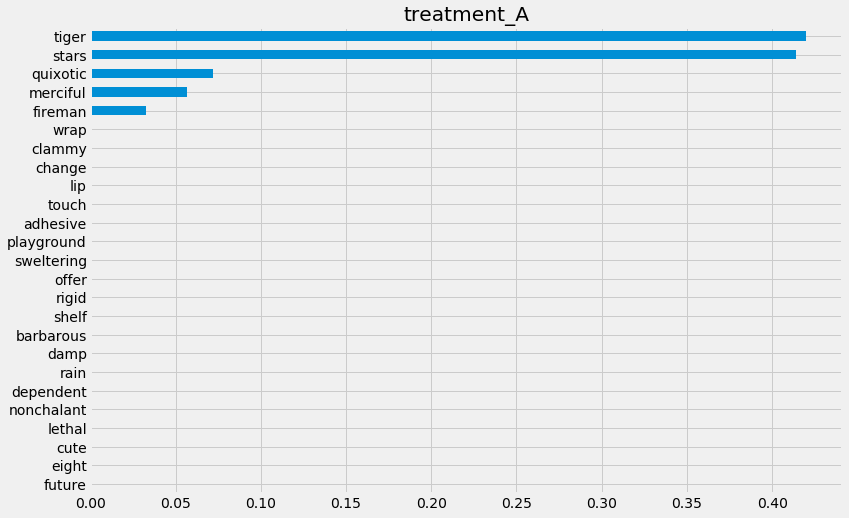 treatment_A
tiger
stars
quixotic
merciful
fireman
wrap
clammy
change
lip
touch
adhesive
playground
sweltering
offer
rigid
shelf
barbarous
damp
rain
dependent
nonchalant
lethal
cute
eight
future
0.00 0.05 0.10 0.15 0.20 0.25 0.30 0.35 0.40